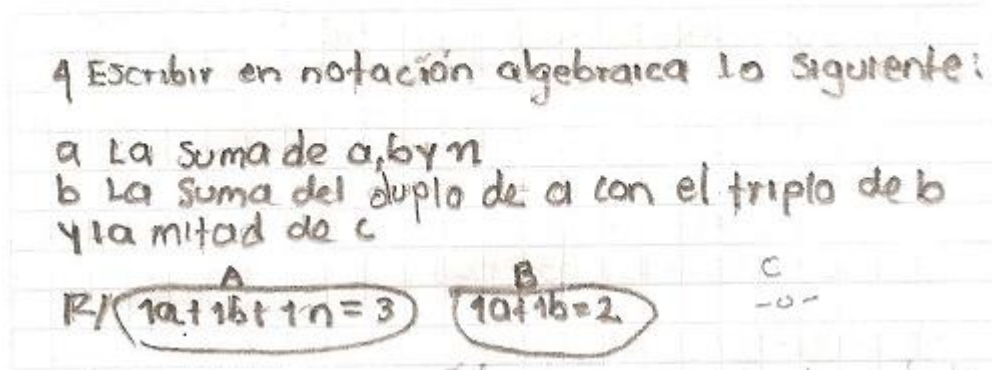 4 Escribir en notación algebraica lo siguiente:
a La suma de a, b y n
b La suma del duplo de a con el triplo de b
y la mitad de c
A B C
R/ 1a + 1b + 1n = 3 1a + 1b = 2 -0-